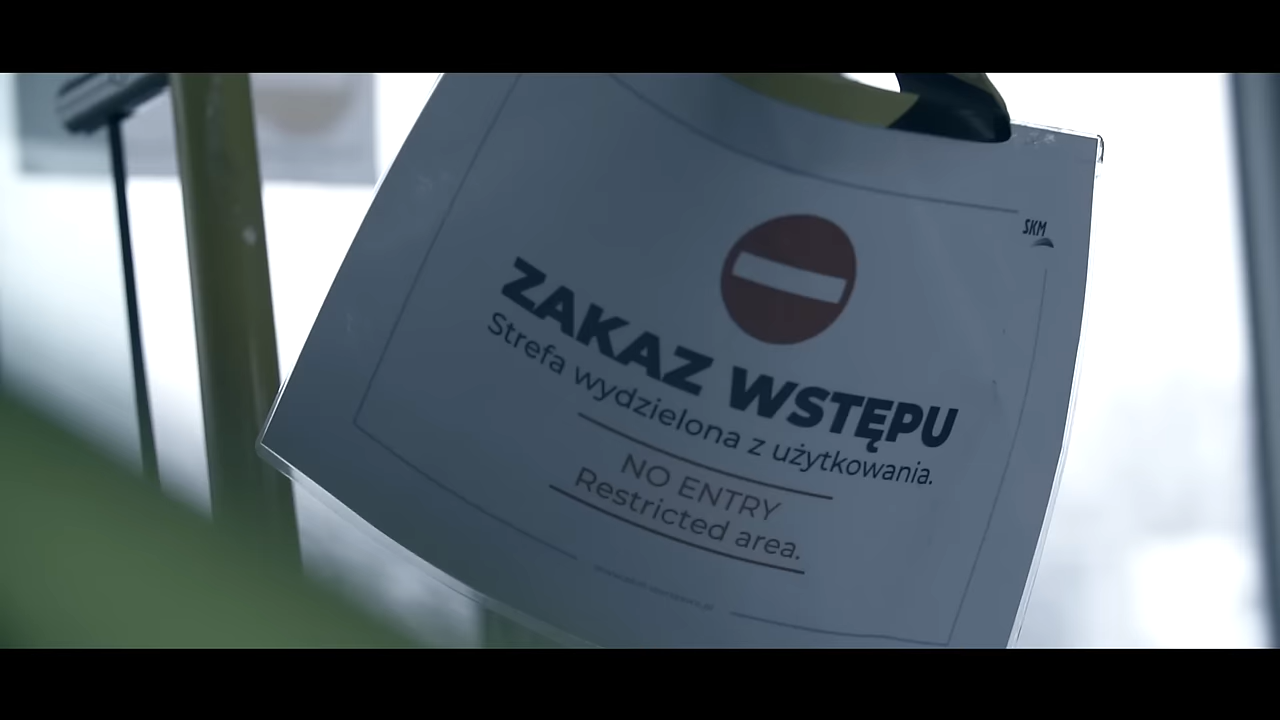 SKM
ZAKAZ WSTĘPU
Strefa wydzielona z użytkowania.
NO ENTRY
Restricted area.